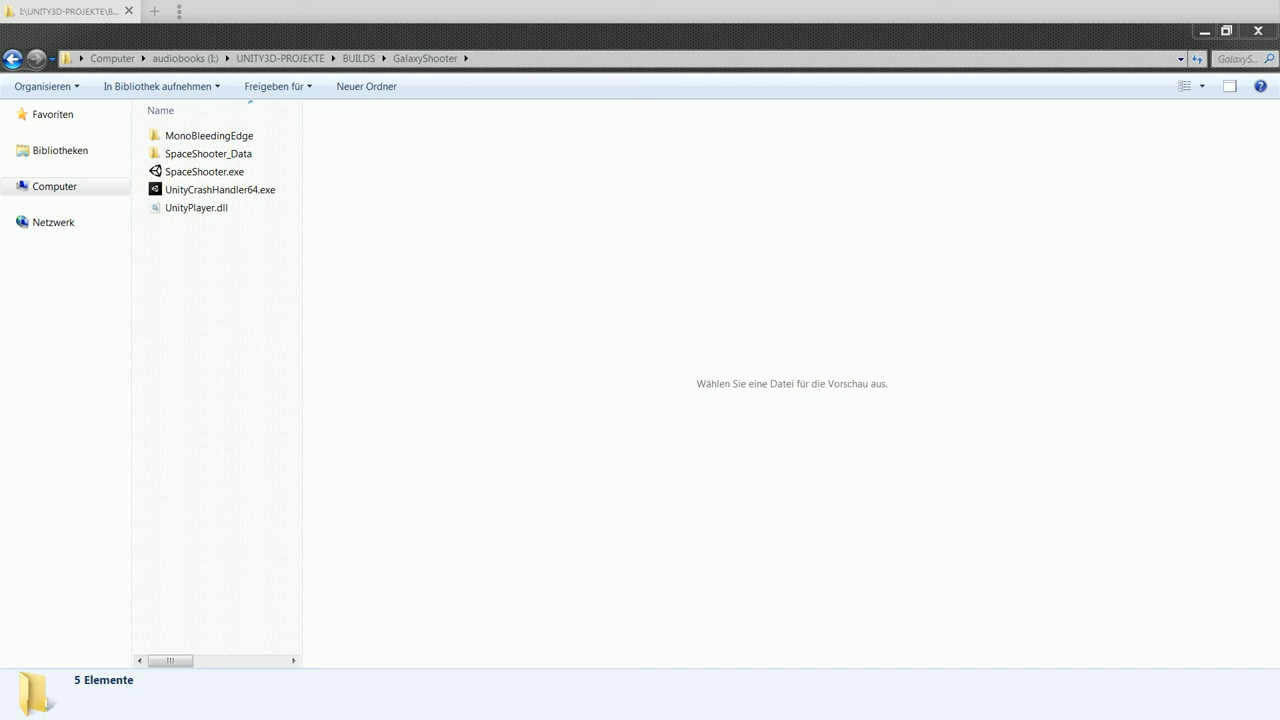 I:\UNITY3D-PROJEKTE\B...
Computer audiobooks (I:) UNITY3D-PROJEKTE BUILDS GalaxyShooter GalaxyS...
Organisieren In Bibliothek aufnehmen Freigeben für Neuer Ordner
Favoriten
Bibliotheken
Computer
Netzwerk
Name
MonoBleedingEdge
SpaceShooter_Data
SpaceShooter.exe
UnityCrashHandler64.exe
UnityPlayer.dll
Wählen Sie eine Datei für die Vorschau aus.
5 Elemente